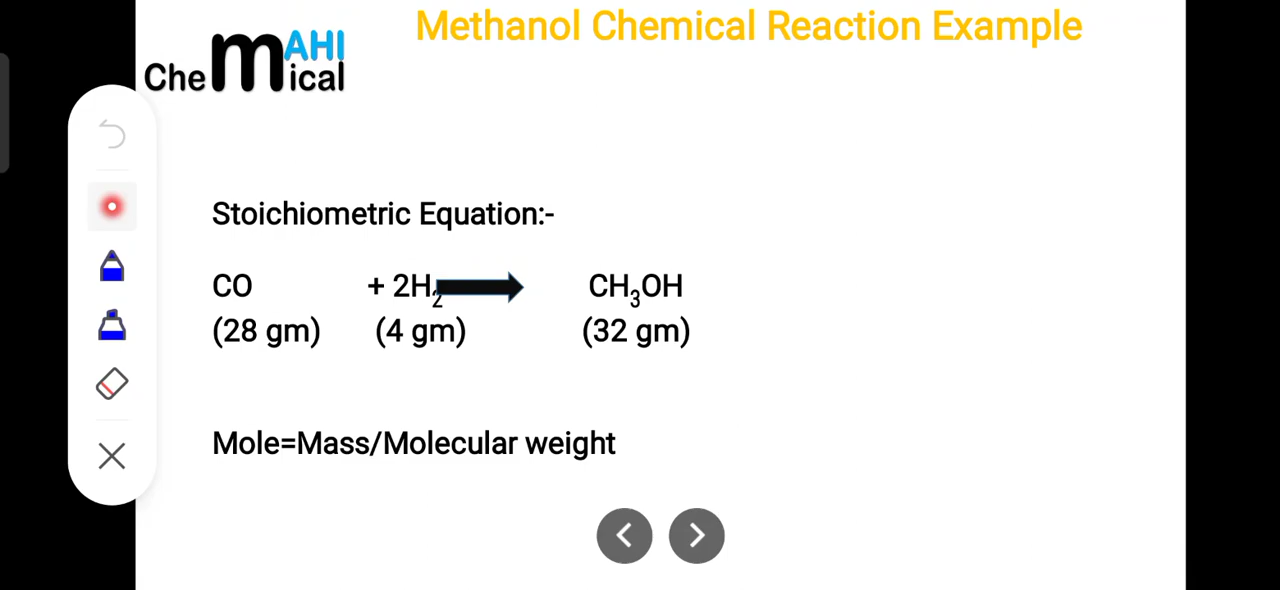 Methanol Chemical Reaction Example
CheMAHIical
Stoichiometric Equation:-
CO + 2H₂ CH₃OH
(28 gm) (4 gm) (32 gm)
Mole=Mass/Molecular weight